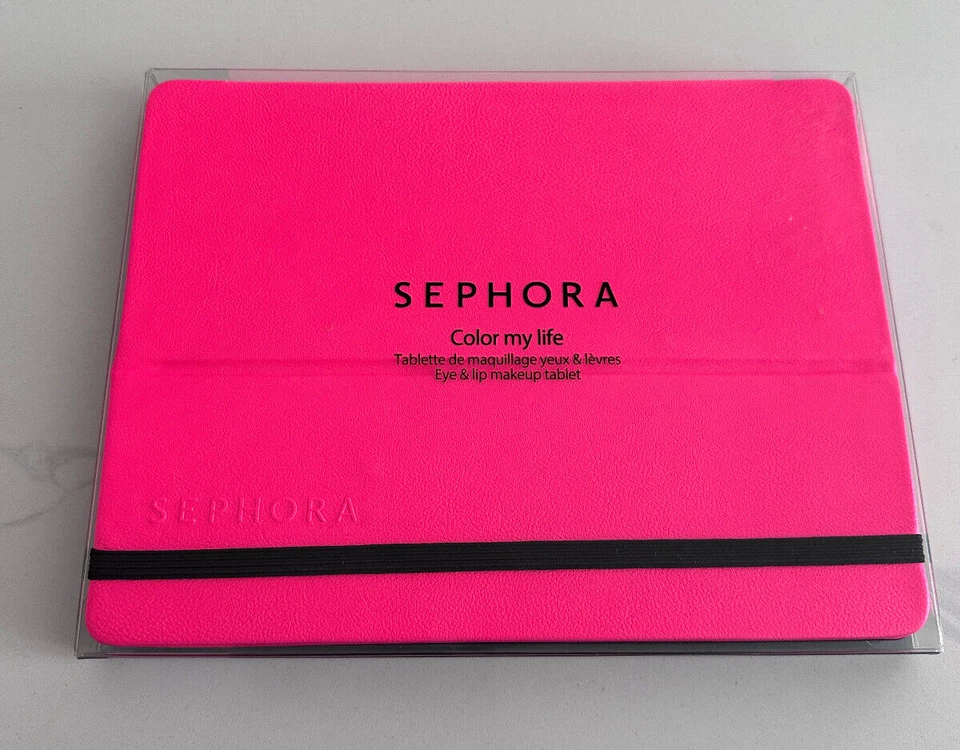 SEPHORA
Color my life
Tablette de maquillage yeux & lèvres
Eye & lip makeup tablet
SEPHORA